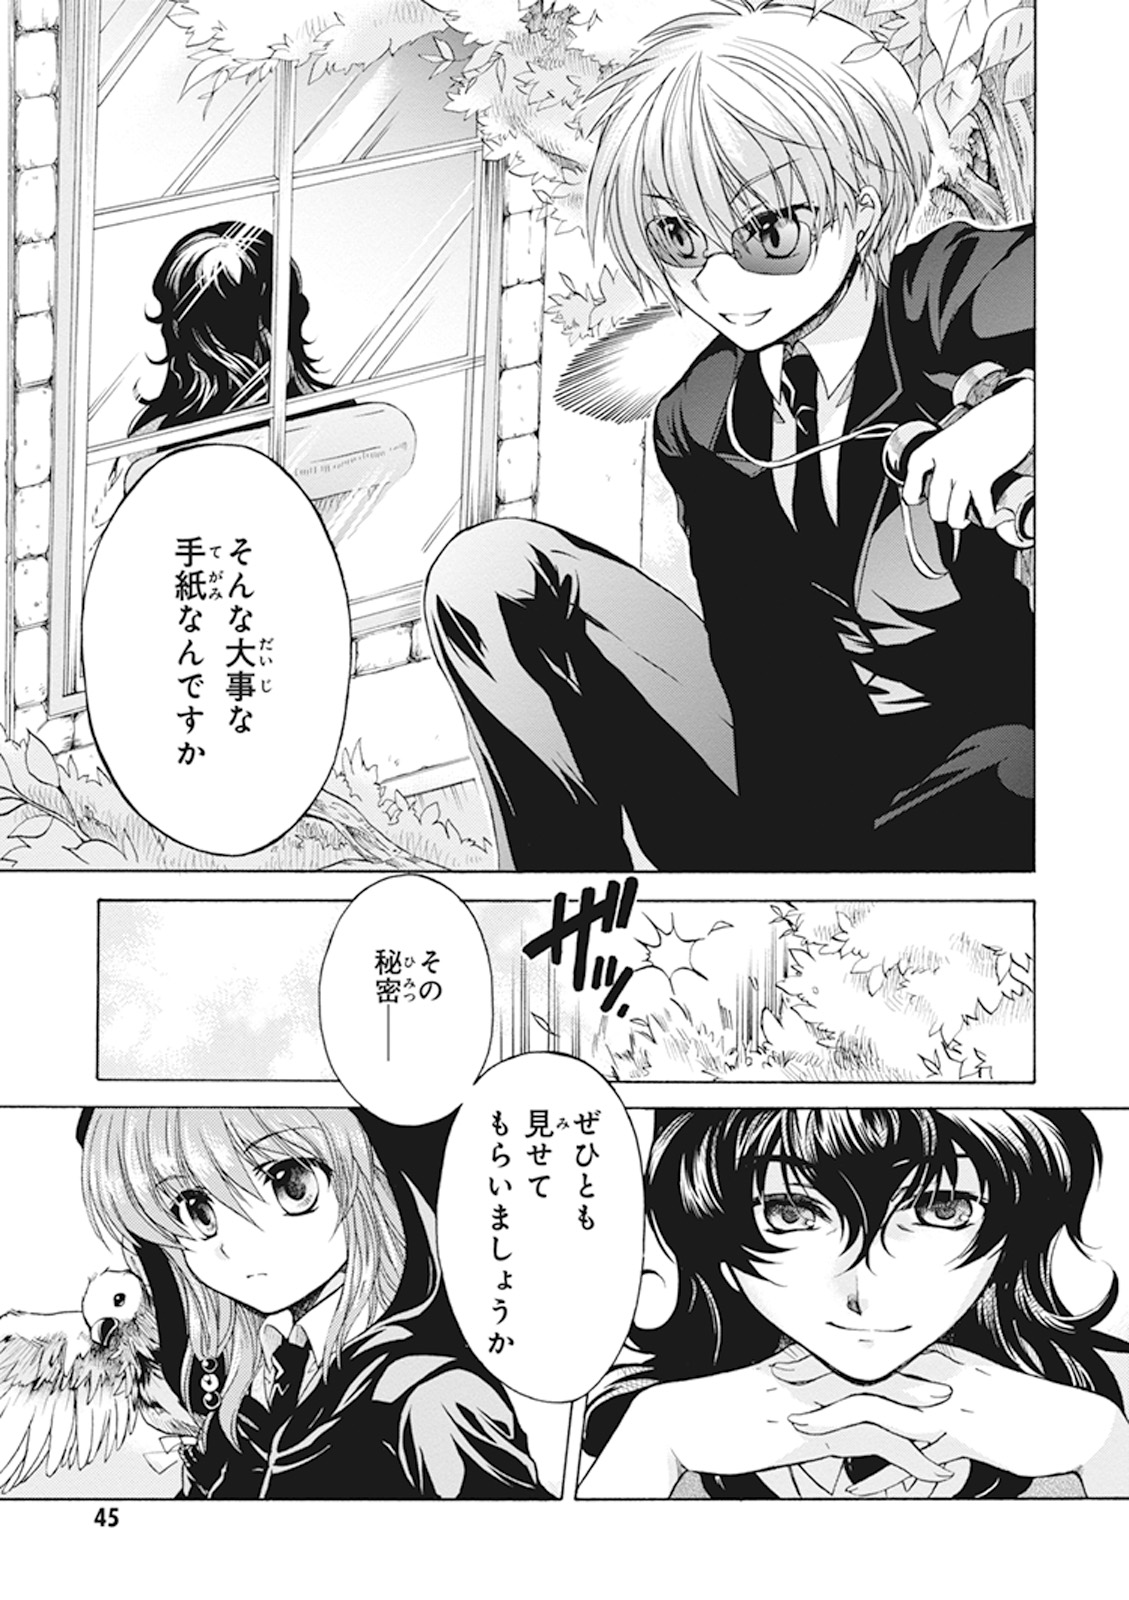 そんな大事な
手紙なんですか
ザザッ
その
秘密──
ぜひとも
見せて
もらいましょうか
45